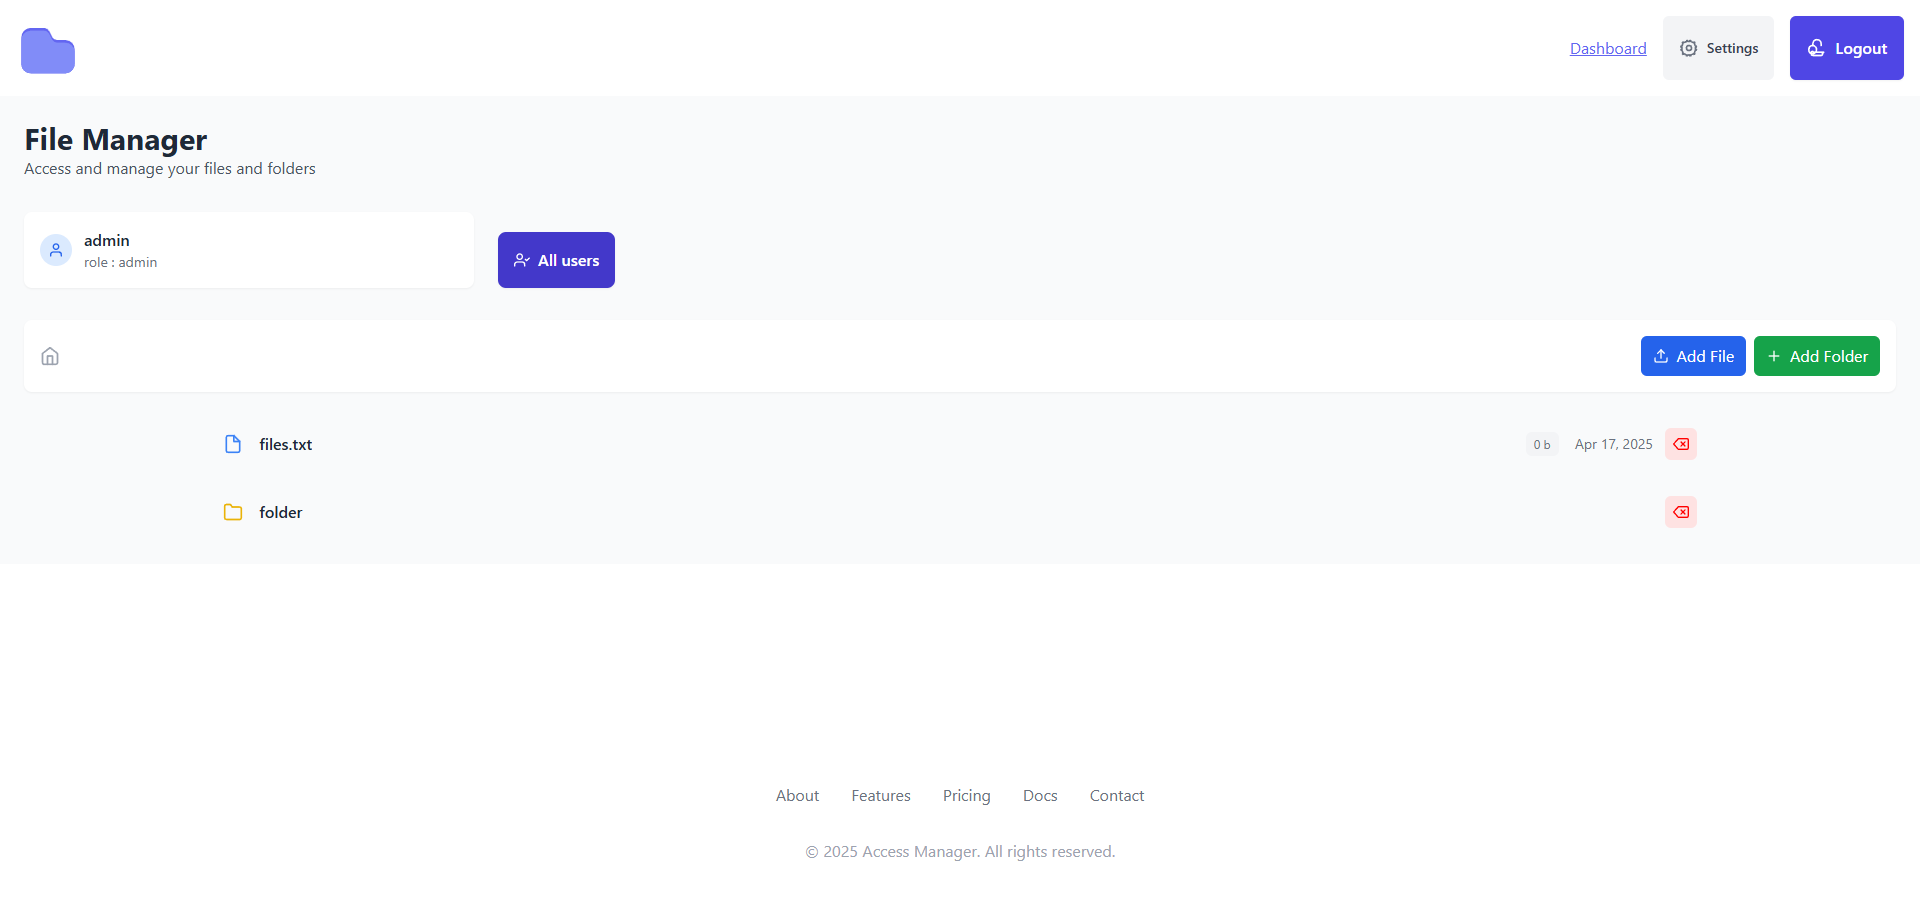 Dashboard
Settings
Logout
File Manager
Access and manage your files and folders
admin
role : admin
All users
Add File
Add Folder
files.txt
0 b
Apr 17, 2025
folder
About
Features
Pricing
Docs
Contact
© 2025 Access Manager. All rights reserved.